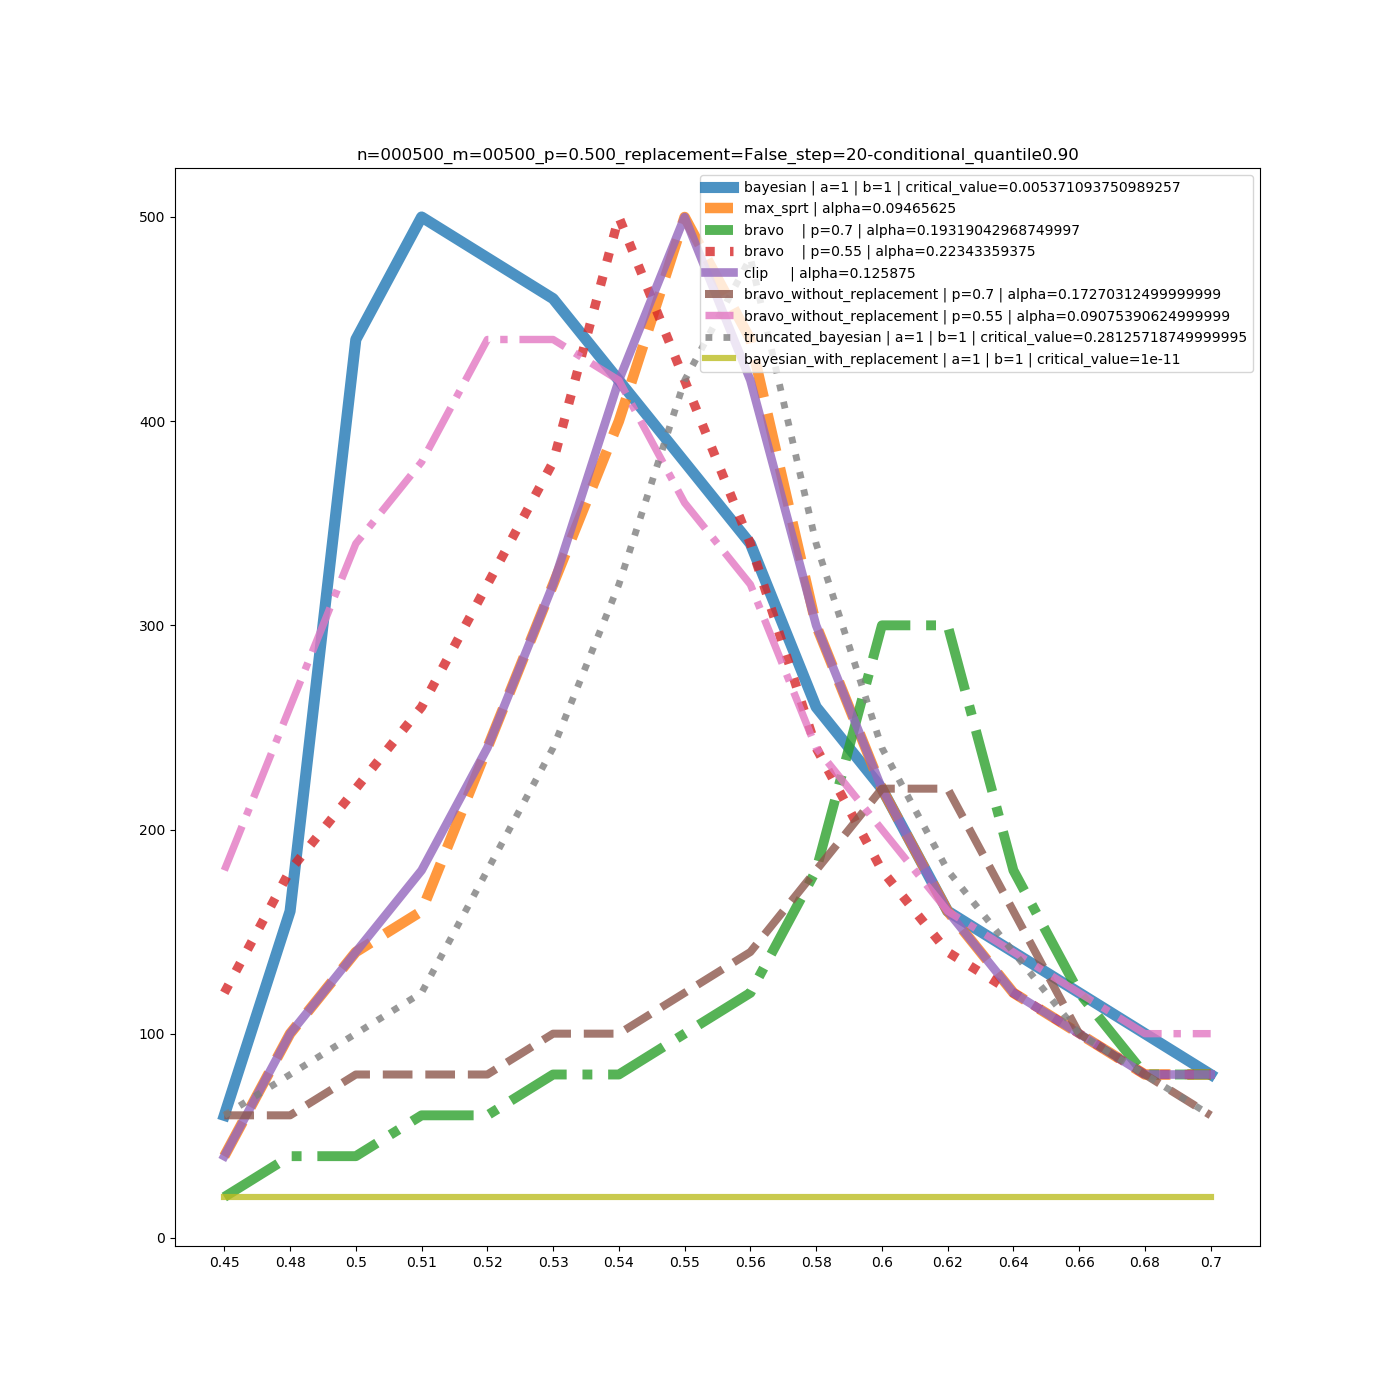 n=000500_m=00500_p=0.500_replacement=False_step=20-conditional_quantile0.90
bayesian | a=1 | b=1 | critical_value=0.005371093750989257
max_sprt | alpha=0.09465625
bravo    | p=0.7 | alpha=0.19319042968749997
bravo    | p=0.55 | alpha=0.22343359375
clip     | alpha=0.125875
bravo_without_replacement | p=0.7 | alpha=0.17270312499999999
bravo_without_replacement | p=0.55 | alpha=0.09075390624999999
truncated_bayesian | a=1 | b=1 | critical_value=0.28125718749999995
bayesian_with_replacement | a=1 | b=1 | critical_value=1e-11
500
400
300
200
100
0
0.45 0.48 0.5 0.51 0.52 0.53 0.54 0.55 0.56 0.58 0.6 0.62 0.64 0.66 0.68 0.7